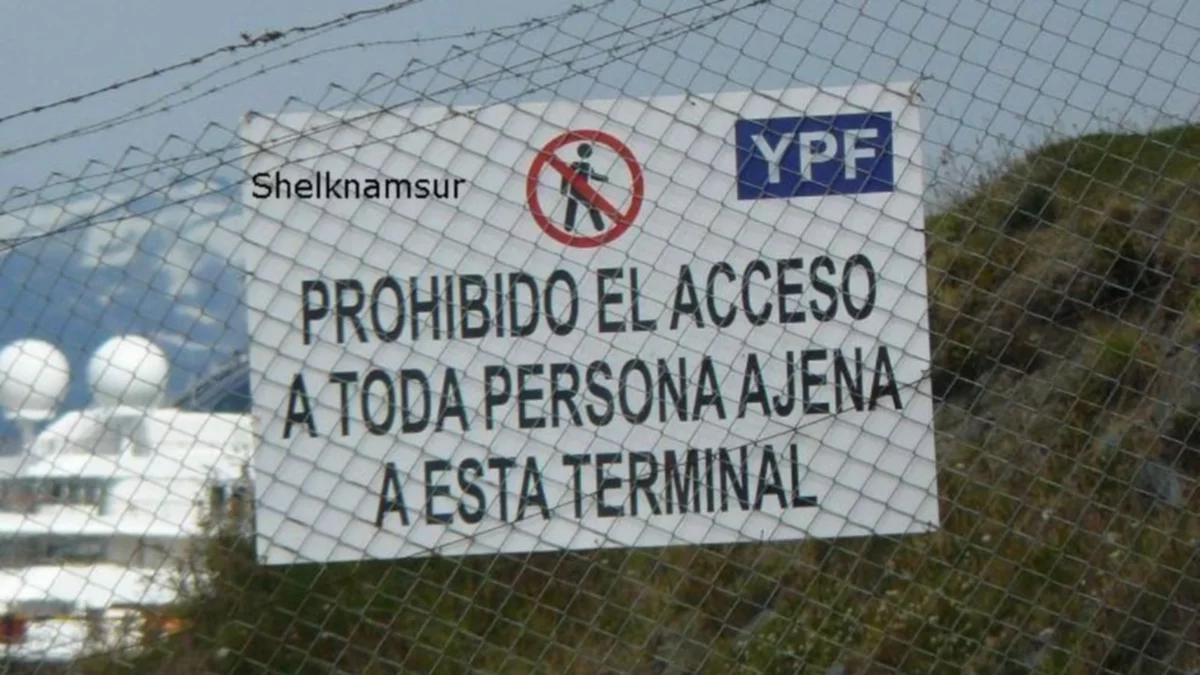 YPF
Shelknamsur
PROHIBIDO EL ACCESO
A TODA PERSONA AJENA
A ESTA TERMINAL